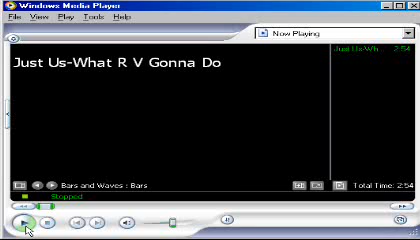 Windows Media Player
File View Play Tools Help
Now Playing
Just Us-Wh... 2:54
Just Us-What R V Gonna Do
Bars and Waves : Bars
Total Time: 2:54
Stopped